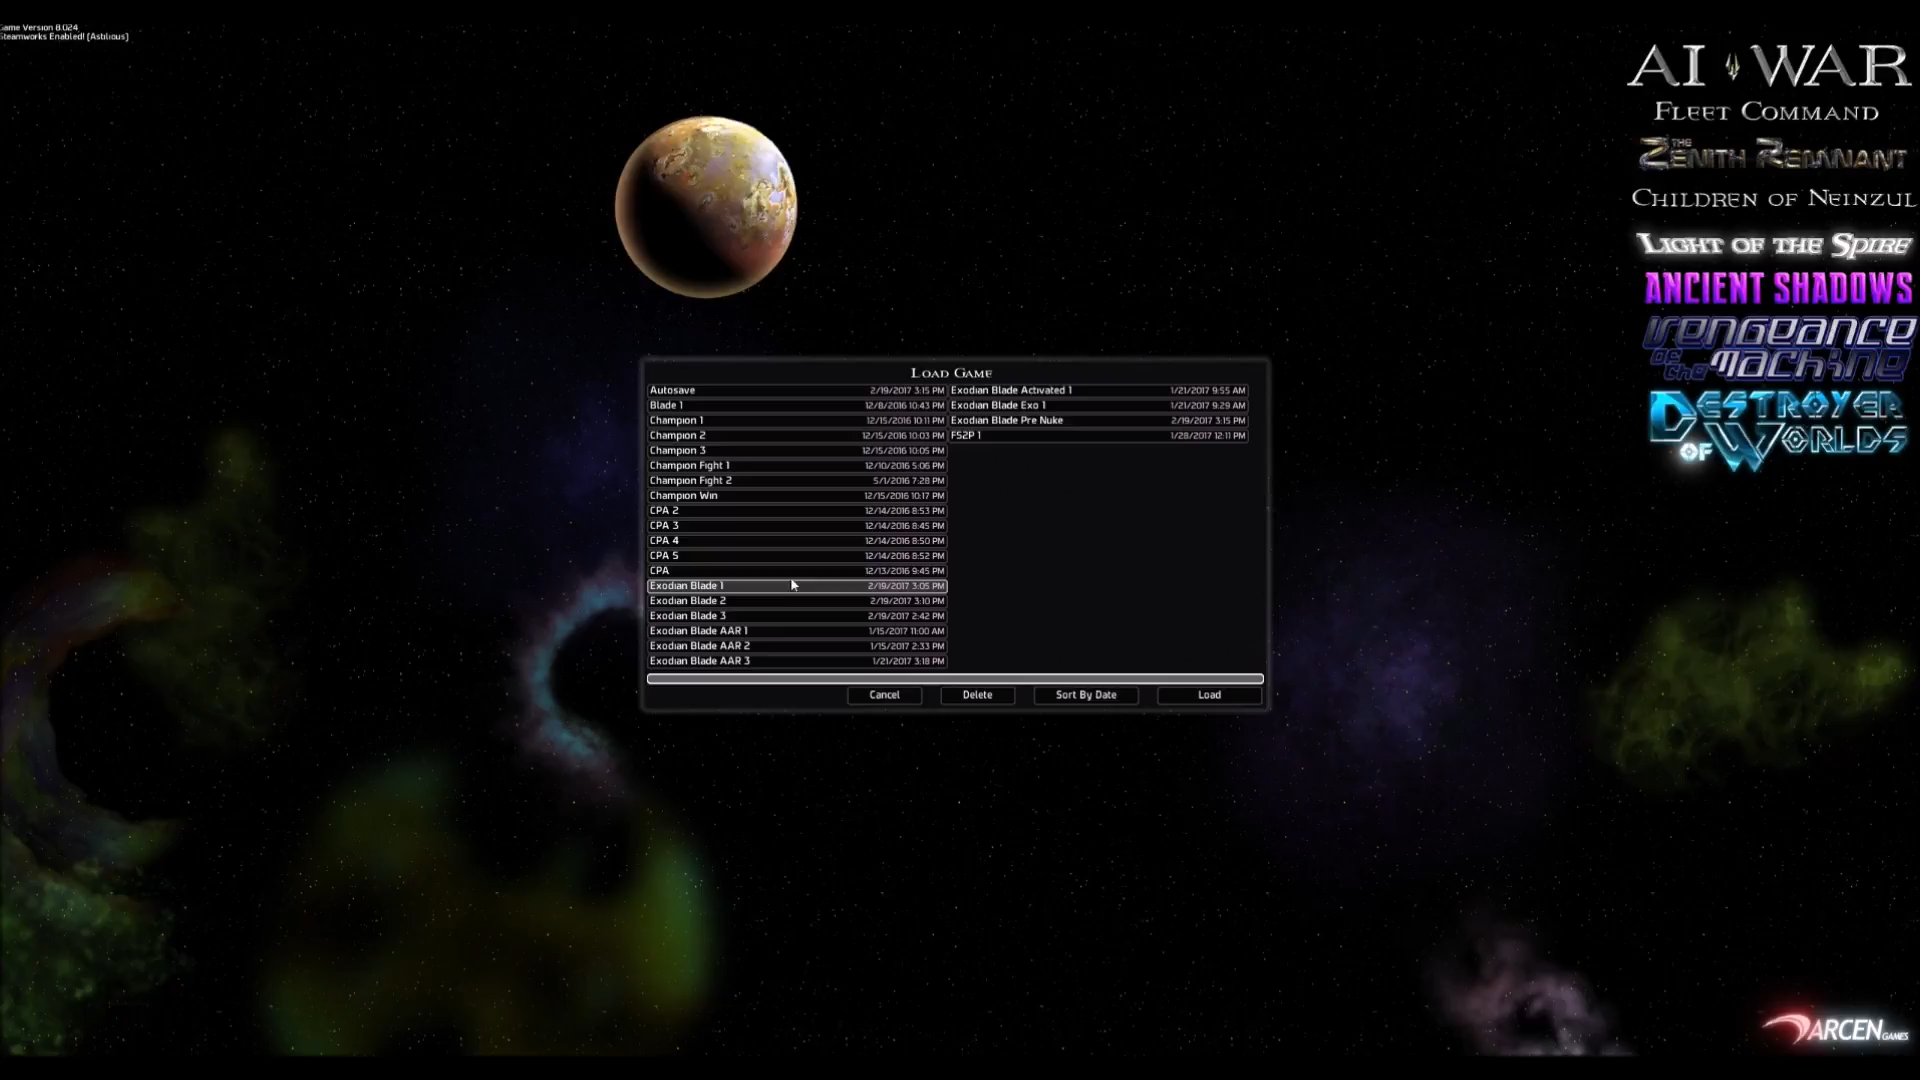 Game Version 8.024
Steamworks Enabled! (Astilious)
AI WAR
FLEET COMMAND
THE ZENITH REMNANT
CHILDREN OF NEINZUL
LIGHT OF THE SPIRE
ANCIENT SHADOWS
VENGEANCE
OF THE MACHINE
DESTROYER
OF WORLDS
LOAD GAME
Autosave 2/19/2017 3:15 PM
Blade 1 12/8/2016 10:43 PM
Champion 1 12/15/2016 10:11 PM
Champion 2 12/15/2016 10:03 PM
Champion 3 12/15/2016 10:05 PM
Champion Fight 1 12/10/2016 5:06 PM
Champion Fight 2 5/1/2016 7:28 PM
Champion Win 12/15/2016 10:17 PM
CPA 2 12/14/2016 8:53 PM
CPA 3 12/14/2016 8:45 PM
CPA 4 12/14/2016 8:50 PM
CPA 5 12/14/2016 8:52 PM
CPA 12/13/2016 9:45 PM
Exodian Blade 1 2/19/2017 3:05 PM
Exodian Blade 2 2/19/2017 3:10 PM
Exodian Blade 3 2/19/2017 2:42 PM
Exodian Blade AAR 1 1/15/2017 11:00 AM
Exodian Blade AAR 2 1/15/2017 2:33 PM
Exodian Blade AAR 3 1/21/2017 3:18 PM
Exodian Blade Activated 1 1/21/2017 9:55 AM
Exodian Blade Exo 1 1/21/2017 9:29 AM
Exodian Blade Pre Nuke 2/19/2017 3:15 PM
FS2P 1 1/28/2017 12:11 PM
Cancel Delete Sort By Date Load
ARCEN GAMES